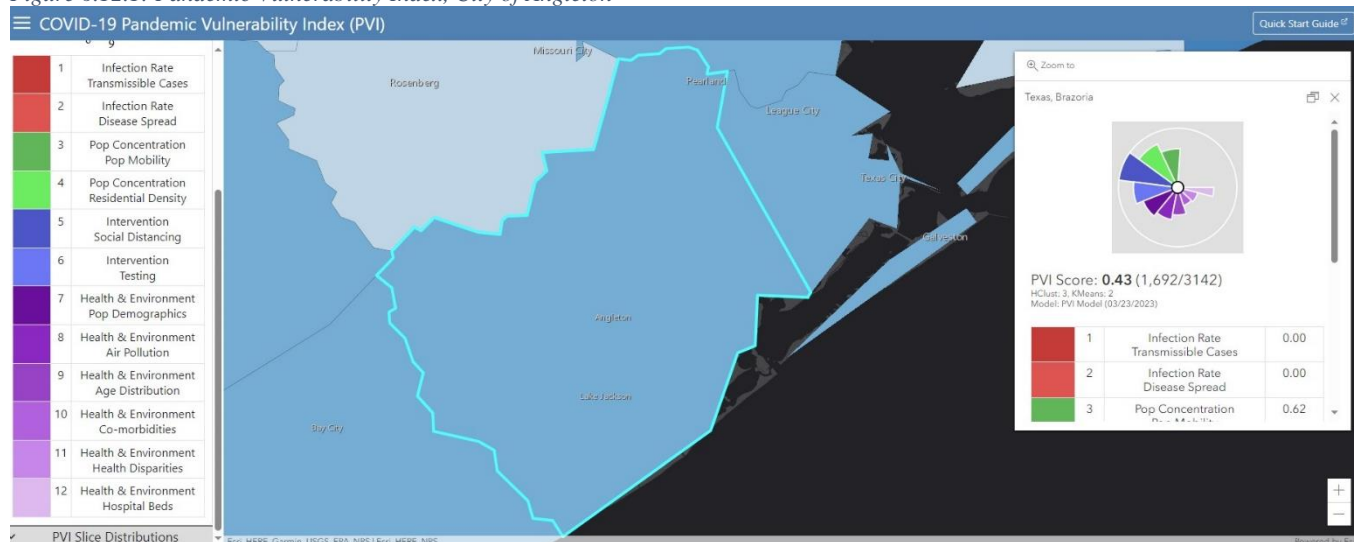 COVID-19 Pandemic Vulnerability Index (PVI)
Quick Start Guide
1
Infection Rate
Transmissible Cases
2
Infection Rate
Disease Spread
3
Pop Concentration
Pop Mobility
4
Pop Concentration
Residential Density
5
Intervention
Social Distancing
6
Intervention
Testing
7
Health & Environment
Pop Demographics
8
Health & Environment
Air Pollution
9
Health & Environment
Age Distribution
10
Health & Environment
Co-morbidities
11
Health & Environment
Health Disparities
12
Health & Environment
Hospital Beds
PVI Slice Distributions
Missouri City
Rosenberg
Pearland
League City
Texas City
Galveston
Angleton
Lake Jackson
Bay City
Zoom to
Texas, Brazoria
PVI Score: 0.43 (1,692/3142)
HClust: 3, KMeans: 2
Model: PVI Model (03/23/2023)
1
Infection Rate
Transmissible Cases
0.00
2
Infection Rate
Disease Spread
0.00
3
Pop Concentration
Pop Mobility
0.62